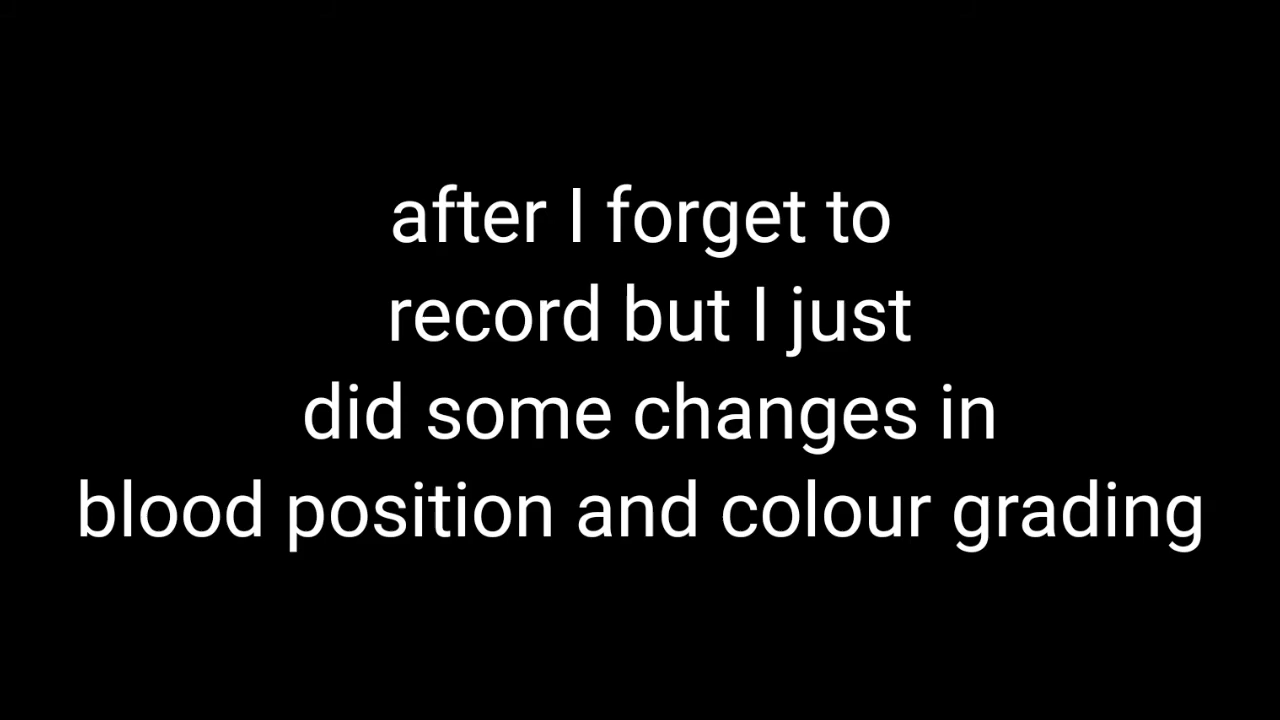 after I forget to
record but I just
did some changes in
blood position and colour grading